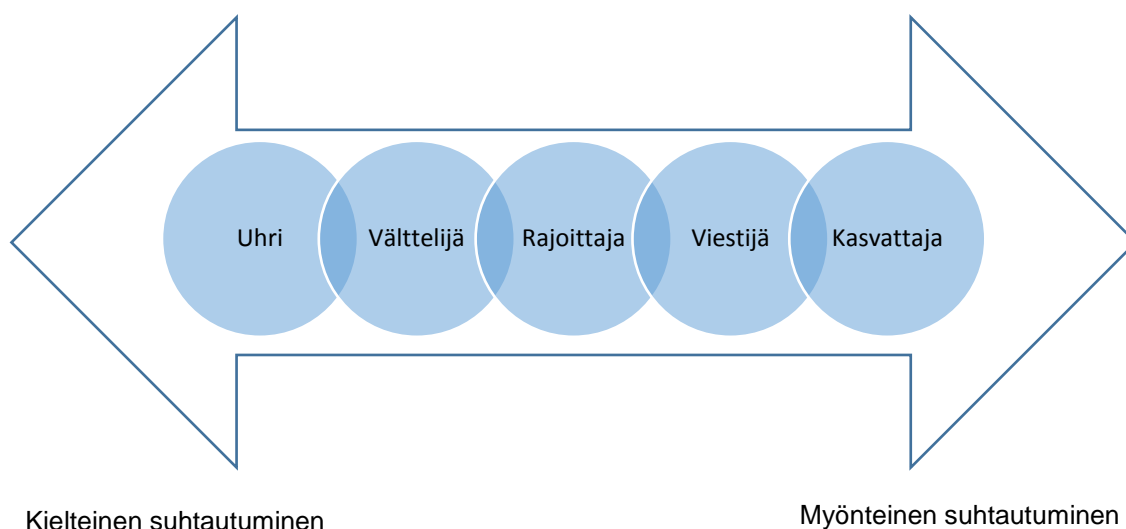 Uhri
Välttelijä
Rajoittaja
Viestijä
Kasvattaja
Kielteinen suhtautuminen
Myönteinen suhtautuminen